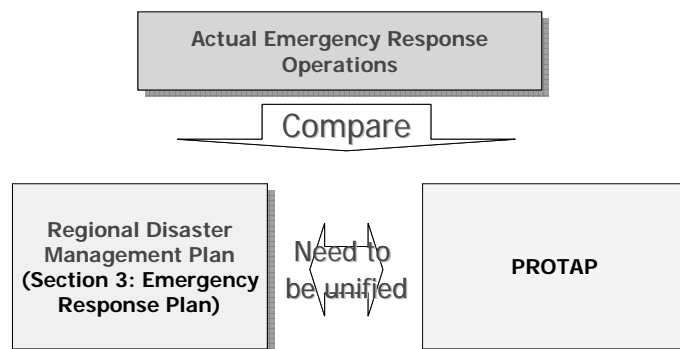 Actual Emergency Response
Operations
Compare
Regional Disaster
Management Plan
(Section 3: Emergency
Response Plan)
Need to
be unified
PROTAP